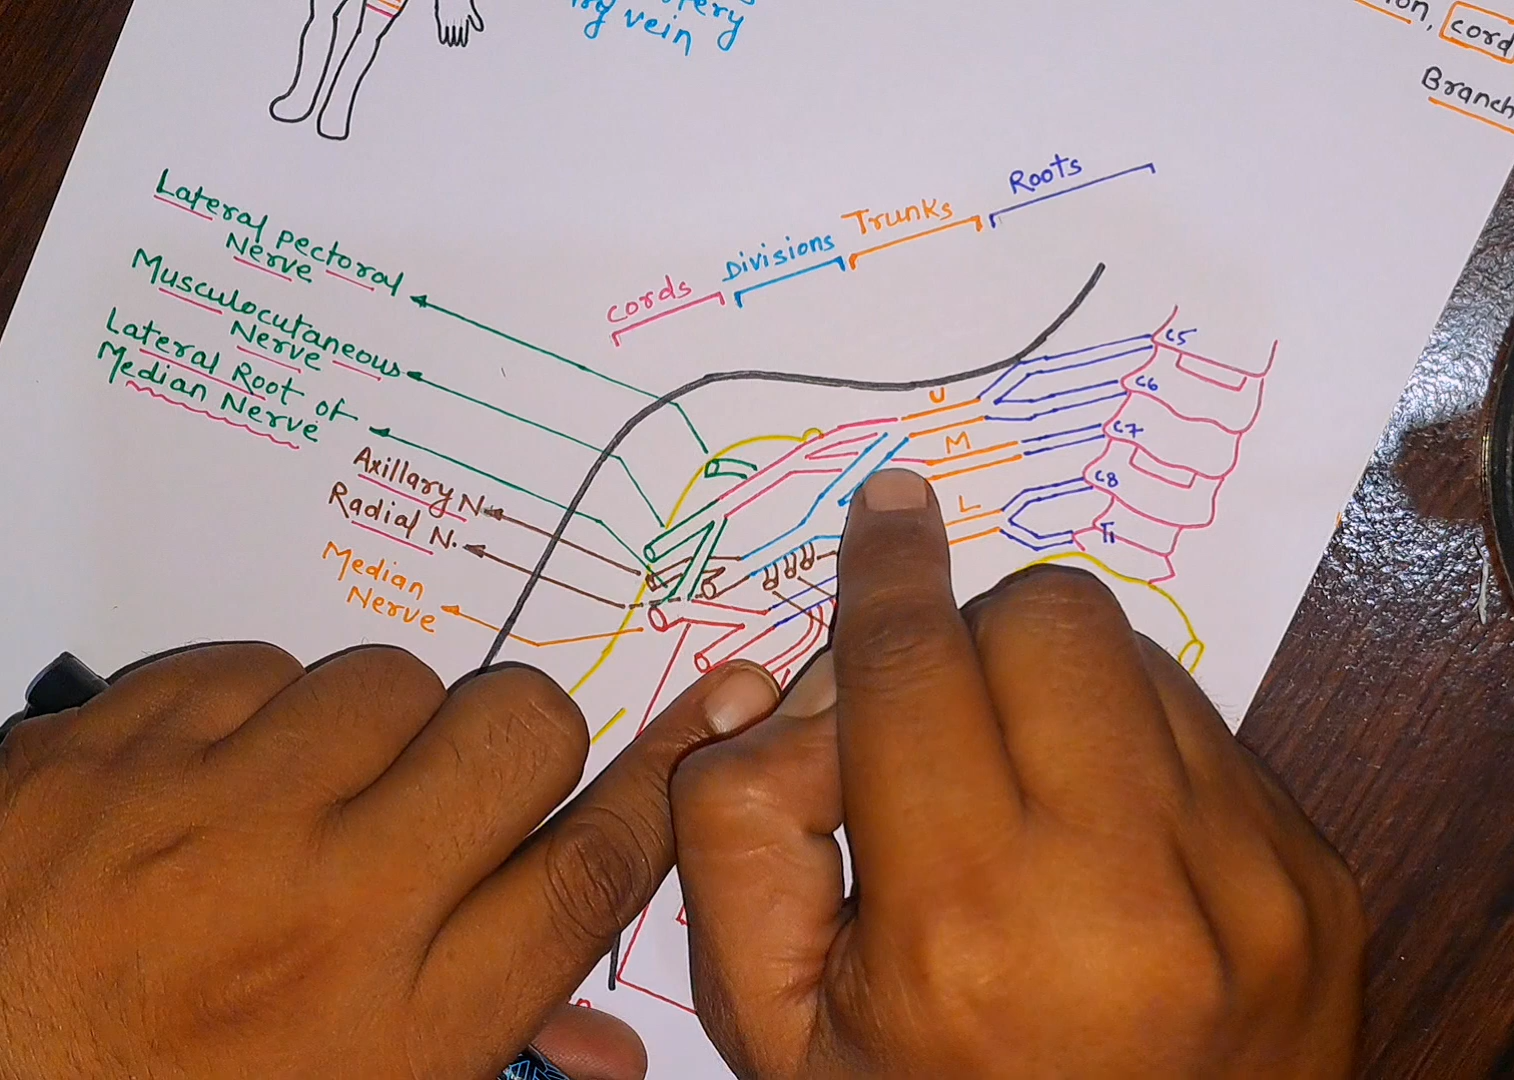 vein
cord
Branch
Roots
Trunks
Divisions
cords
Lateral pectoral
Nerve
Musculocutaneous
Nerve
Lateral Root of
Median Nerve
Axillary N.
Radial N.
Median
Nerve
C5
C6
C7
C8
T1
U
M
L